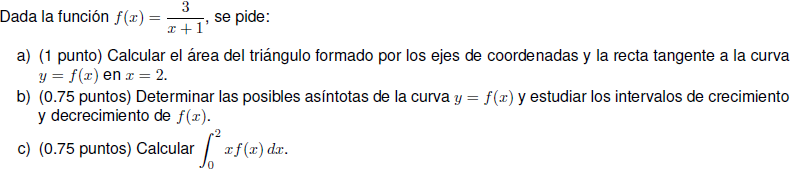 Dada la función $f(x) = \dfrac{3}{x+1}$, se pide:
a) (1 punto) Calcular el área del triángulo formado por los ejes de coordenadas y la recta tangente a la curva
$y = f(x)$ en $x = 2$.
b) (0.75 puntos) Determinar las posibles asíntotas de la curva $y = f(x)$ y estudiar los intervalos de crecimiento
y decrecimiento de $f(x)$.
c) (0.75 puntos) Calcular $\int_0^2 x f(x)\, dx$.